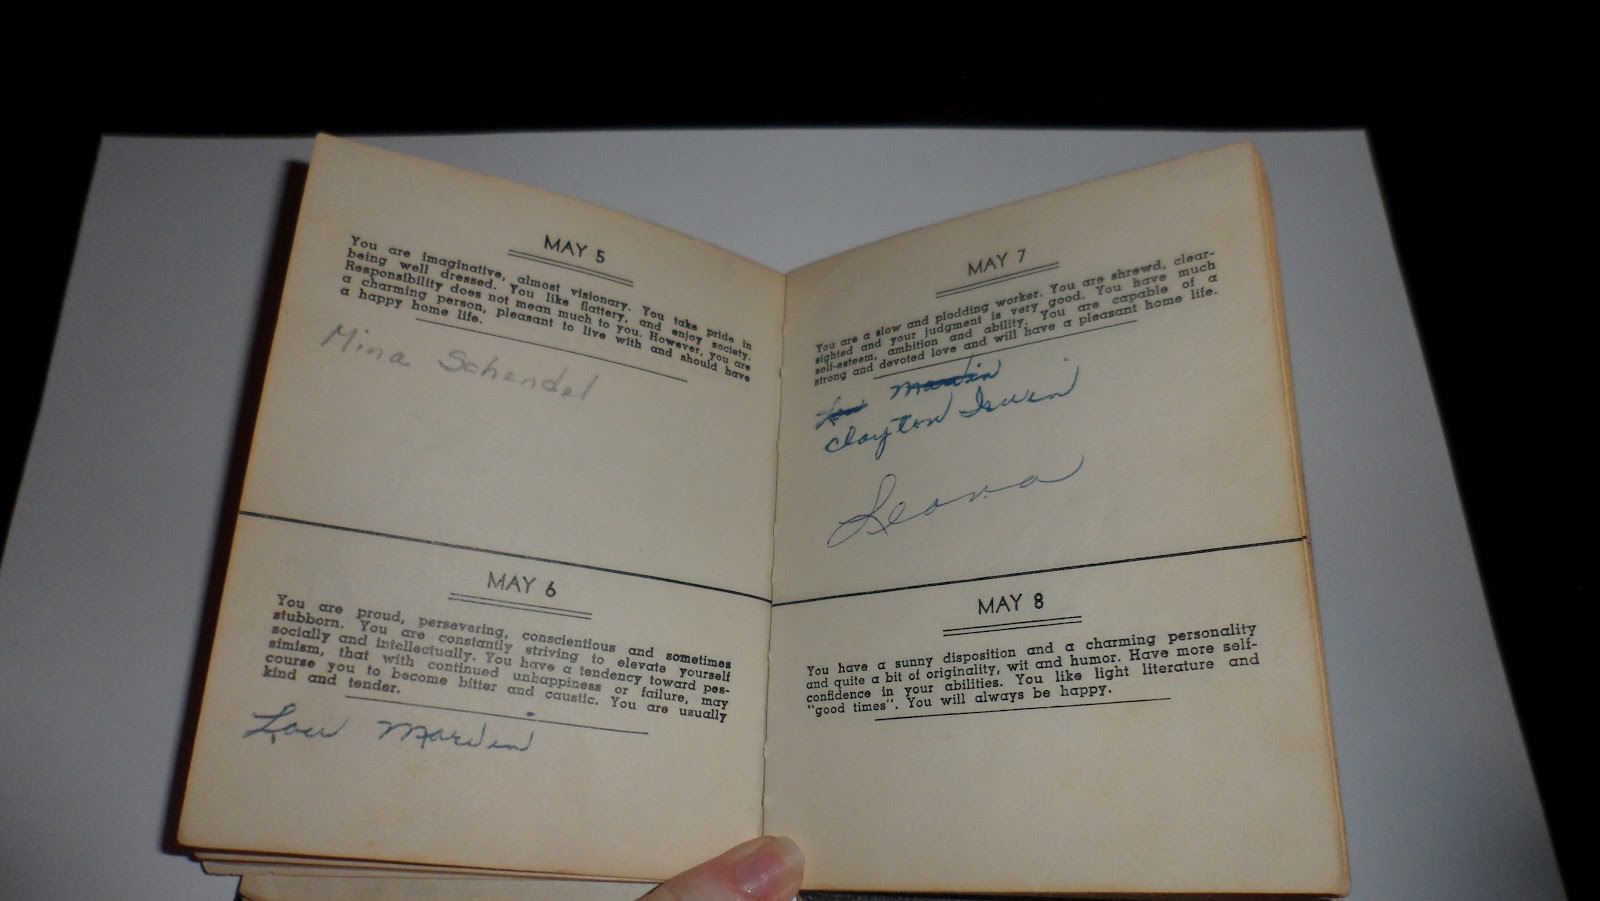 MAY 5
You are imaginative, almost visionary. You take pride in
being well dressed. You like flattery, and enjoy society.
Responsibility does not mean much to you. However, you are
a charming person, pleasant to live with and should have
a happy home life.
Mina Schendel
MAY 6
You are proud, persevering, conscientious and sometimes
stubborn. You are constantly striving to elevate yourself
socially and intellectually. You have a tendency toward pes-
simism, that with continued unhappiness or failure, may
course you to become bitter and caustic. You are usually
kind and tender.
Lou Mardin
MAY 7
You are a slow and plodding worker. You are shrewd, clear-
sighted and your judgment is very good. You have much
self-esteem, ambition and ability. You are capable of a
strong and devoted love and will have a pleasant home life.
Lou Mardin
Clayton Irwin
Leona
MAY 8
You have a sunny disposition and a charming personality
and quite a bit of originality, wit and humor. Have more self-
confidence in your abilities. You like light literature and
"good times". You will always be happy.